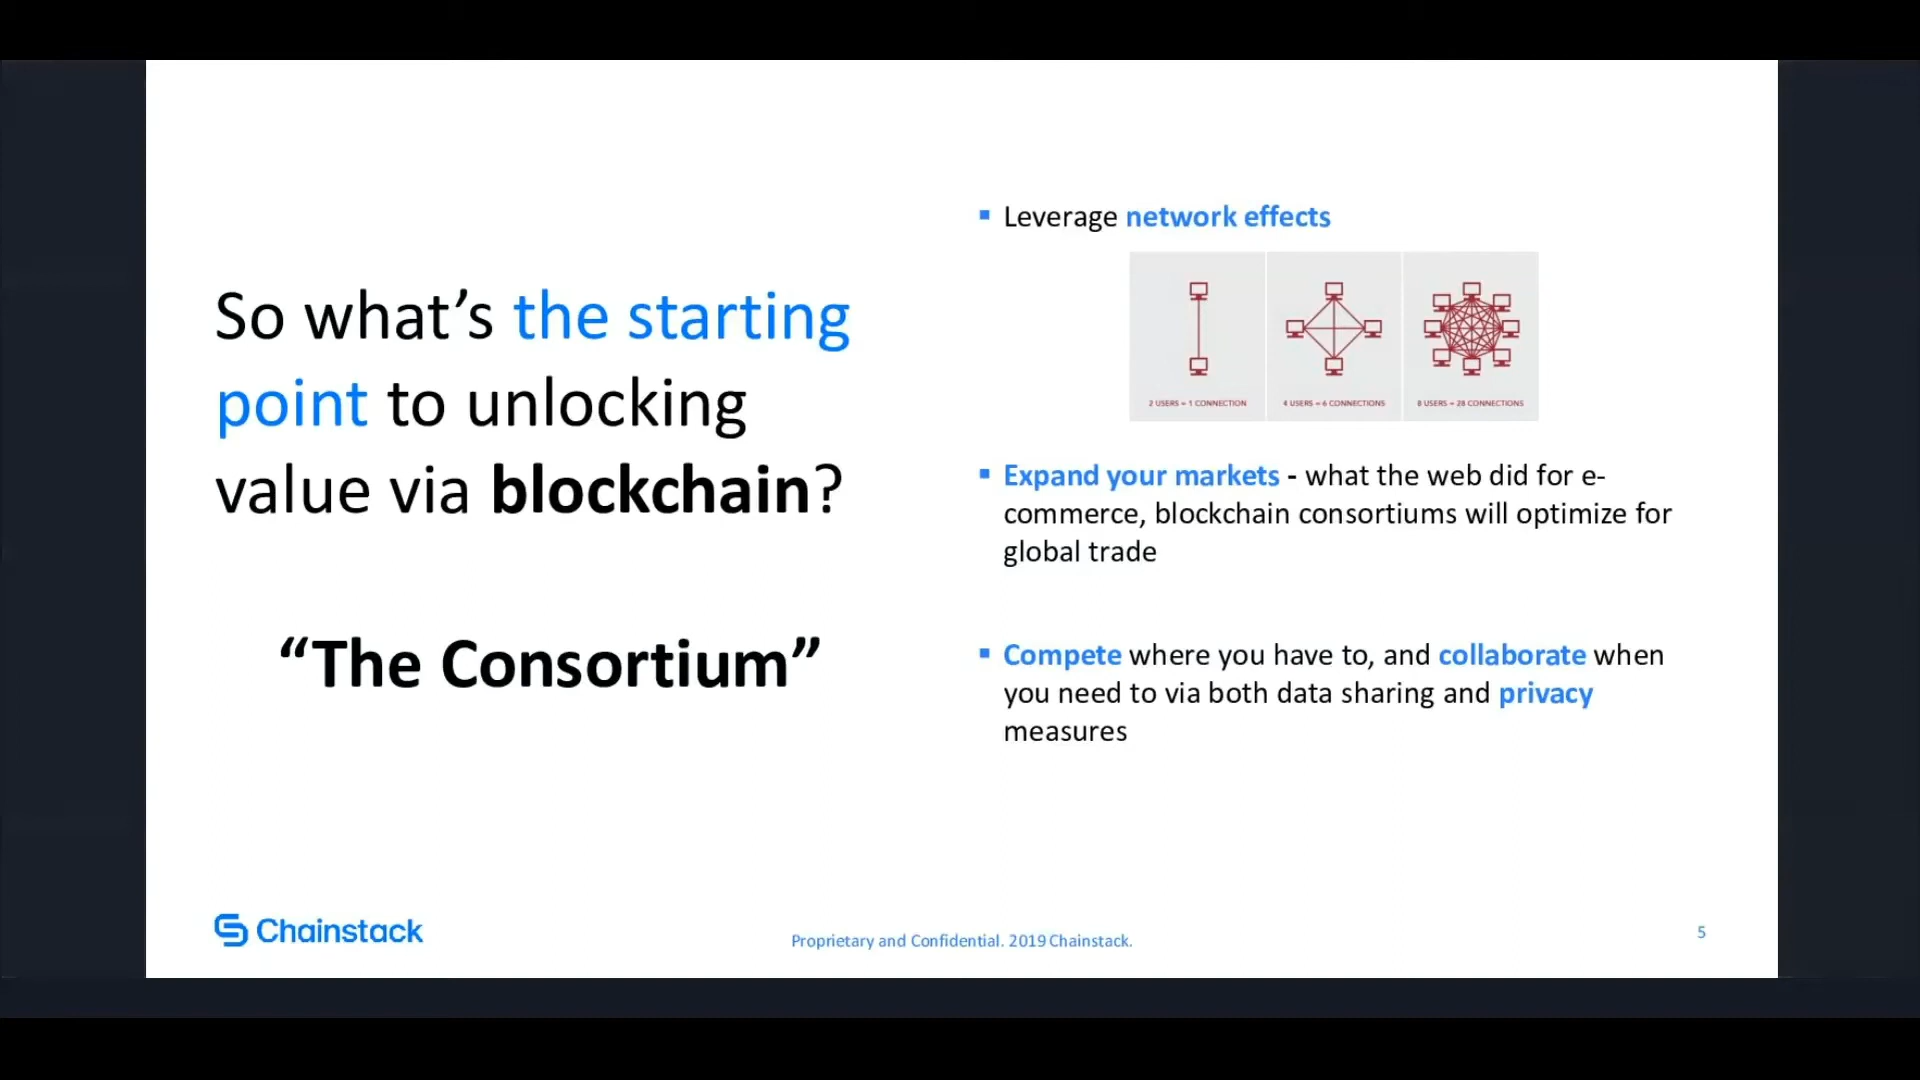 So what’s the starting
point to unlocking
value via blockchain?
“The Consortium”
Leverage network effects
2 USERS = 1 CONNECTION
4 USERS = 6 CONNECTIONS
8 USERS = 28 CONNECTIONS
Expand your markets - what the web did for e-
commerce, blockchain consortiums will optimize for
global trade
Compete where you have to, and collaborate when
you need to via both data sharing and privacy
measures
Chainstack
Proprietary and Confidential. 2019 Chainstack.
5